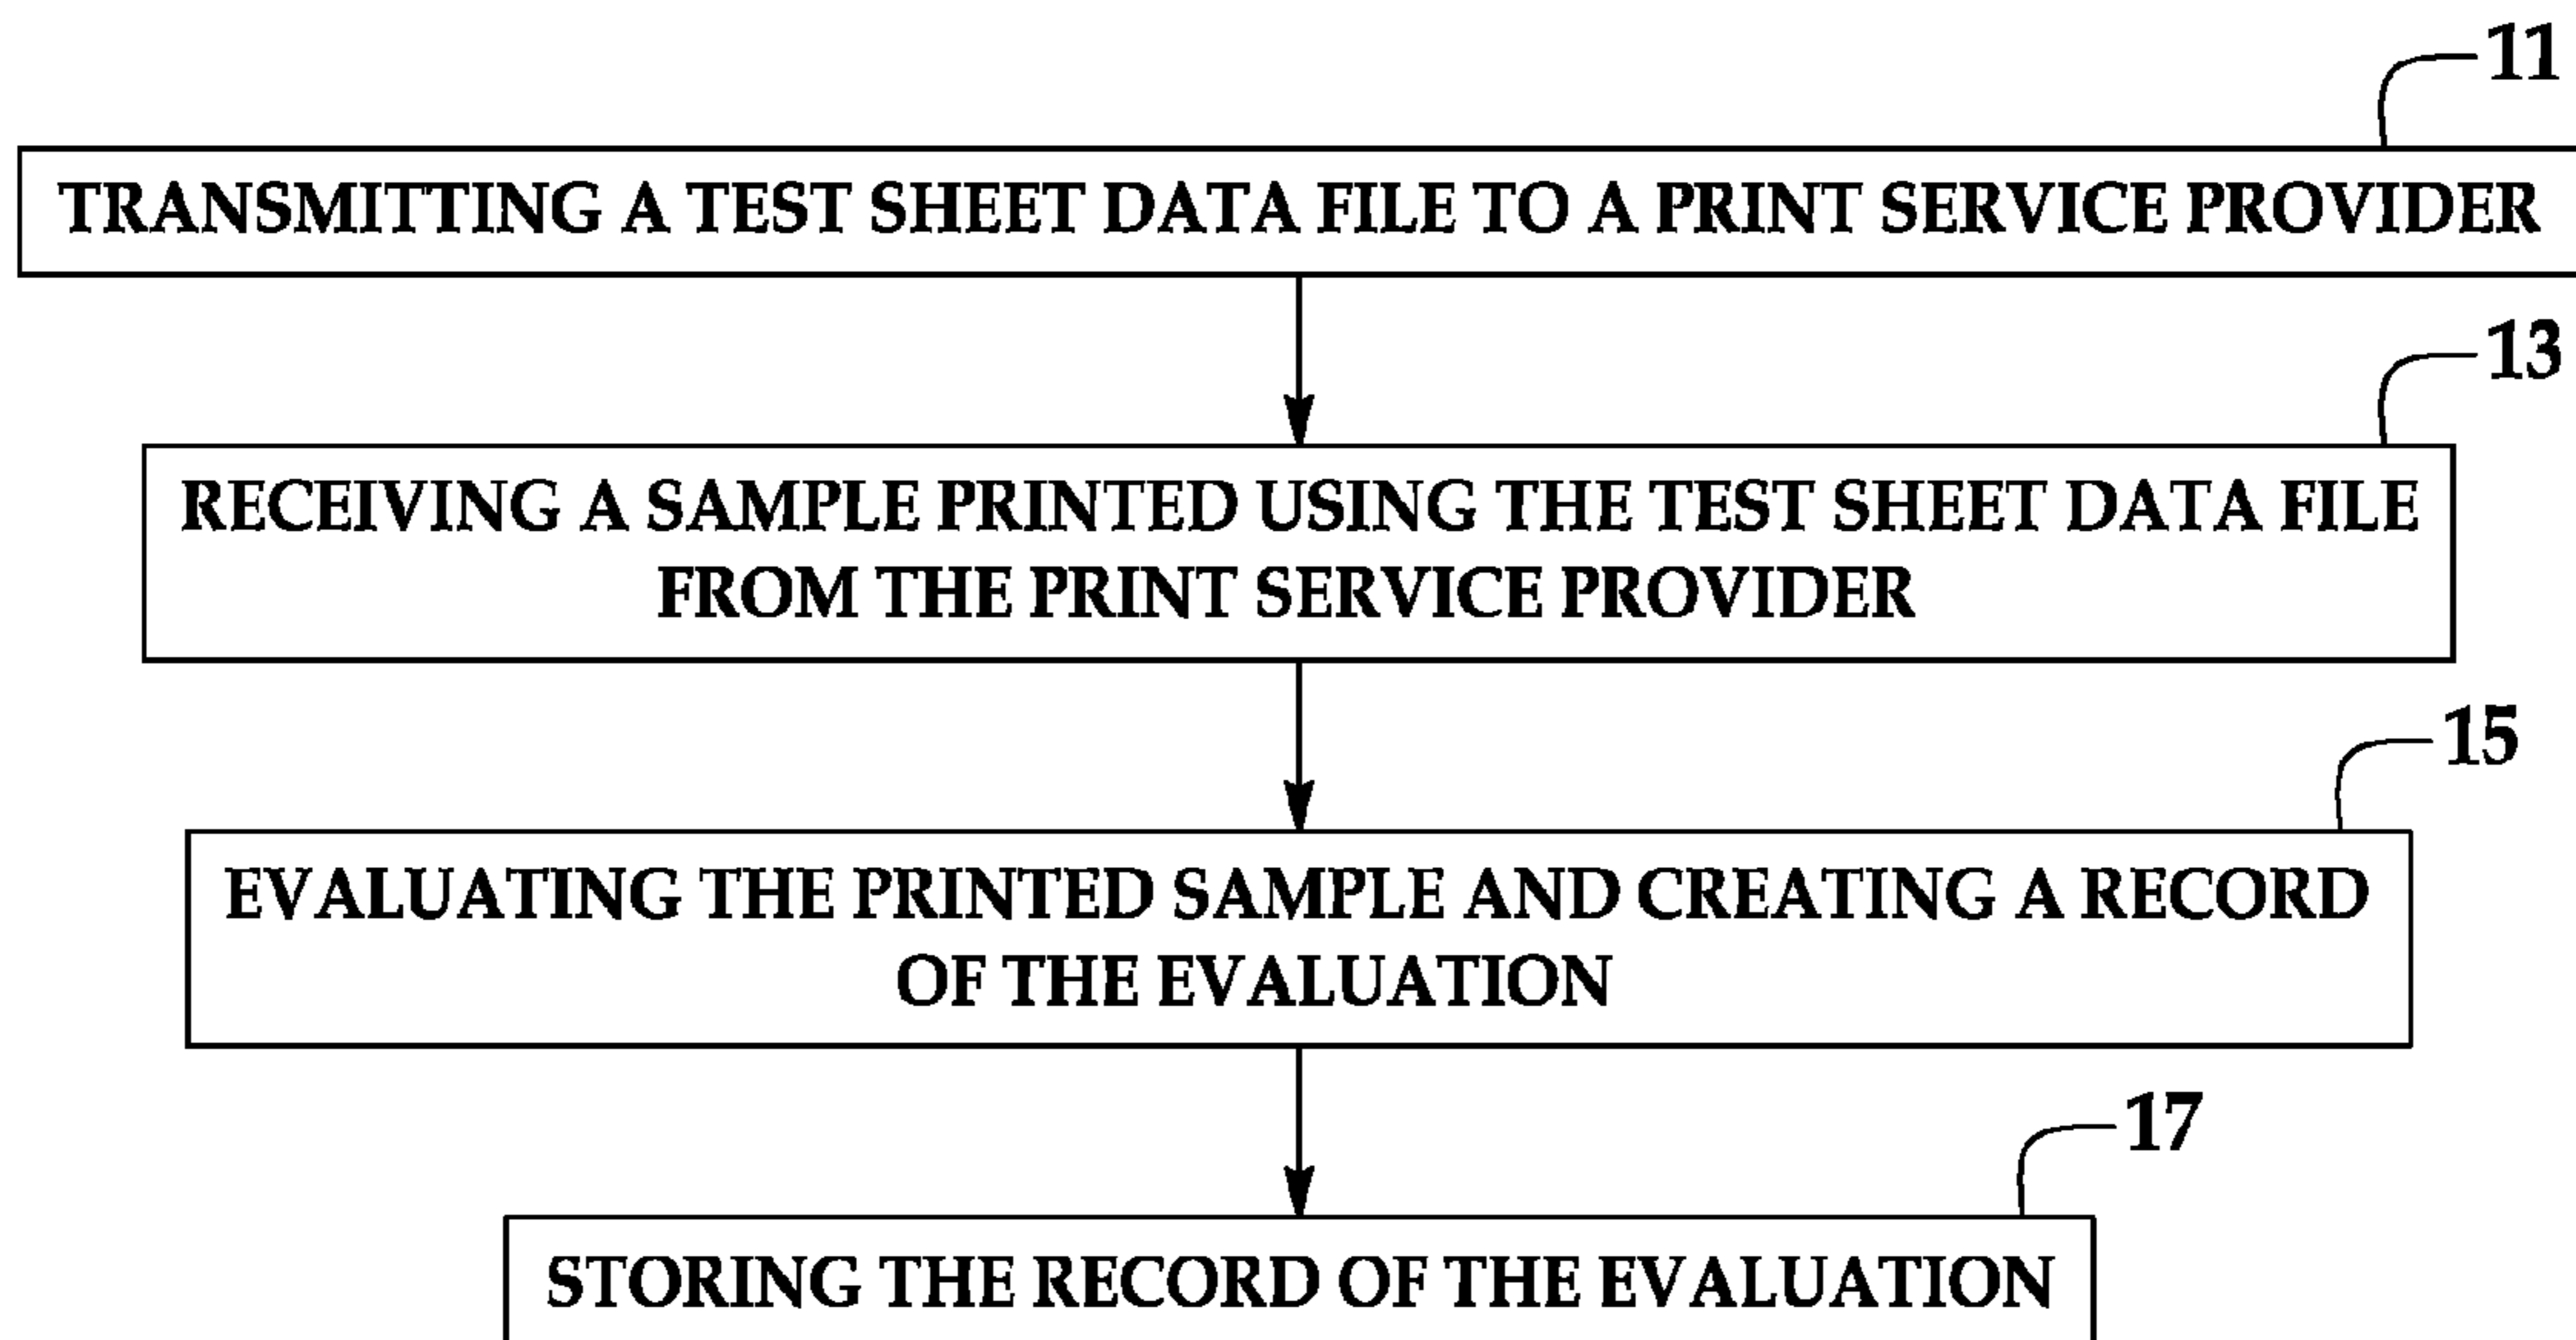 11
TRANSMITTING A TEST SHEET DATA FILE TO A PRINT SERVICE PROVIDER
13
RECEIVING A SAMPLE PRINTED USING THE TEST SHEET DATA FILE
FROM THE PRINT SERVICE PROVIDER
15
EVALUATING THE PRINTED SAMPLE AND CREATING A RECORD
OF THE EVALUATION
17
STORING THE RECORD OF THE EVALUATION